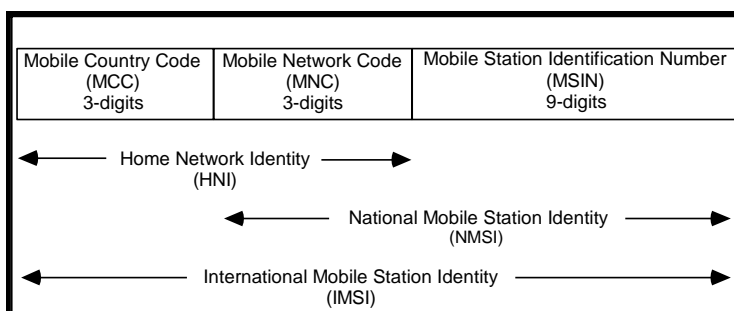 Mobile Country Code
(MCC)
3-digits
Mobile Network Code
(MNC)
3-digits
Mobile Station Identification Number
(MSIN)
9-digits
Home Network Identity
(HNI)
National Mobile Station Identity
(NMSI)
International Mobile Station Identity
(IMSI)